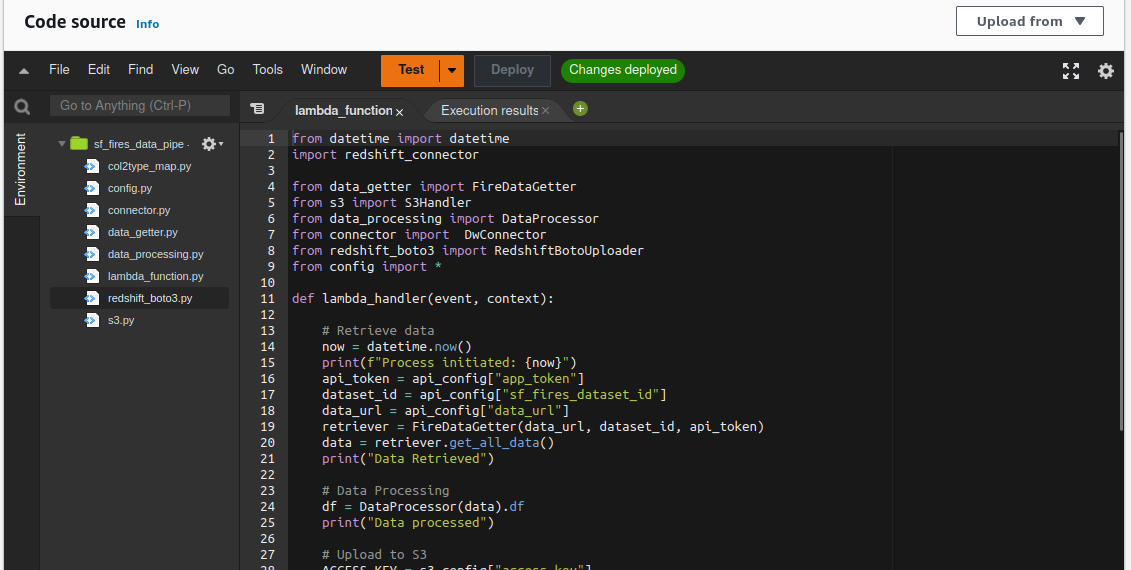 Code source Info
Upload from
File Edit Find View Go Tools Window Test Deploy Changes deployed
Go to Anything (Ctrl-P)
lambda_function × Execution results ×
Environment
sf_fires_data_pipe -
col2type_map.py
config.py
connector.py
data_getter.py
data_processing.py
lambda_function.py
redshift_boto3.py
s3.py
1 from datetime import datetime
2 import redshift_connector
3
4 from data_getter import FireDataGetter
5 from s3 import S3Handler
6 from data_processing import DataProcessor
7 from connector import  DwConnector
8 from redshift_boto3 import RedshiftBotoUploader
9 from config import *
10
11 def lambda_handler(event, context):
12
13     # Retrieve data
14     now = datetime.now()
15     print(f"Process initiated: {now}")
16     api_token = api_config["app_token"]
17     dataset_id = api_config["sf_fires_dataset_id"]
18     data_url = api_config["data_url"]
19     retriever = FireDataGetter(data_url, dataset_id, api_token)
20     data = retriever.get_all_data()
21     print("Data Retrieved")
22
23     # Data Processing
24     df = DataProcessor(data).df
25     print("Data processed")
26
27     # Upload to S3
28     ACCESS_KEY = s3_config["access_key"]